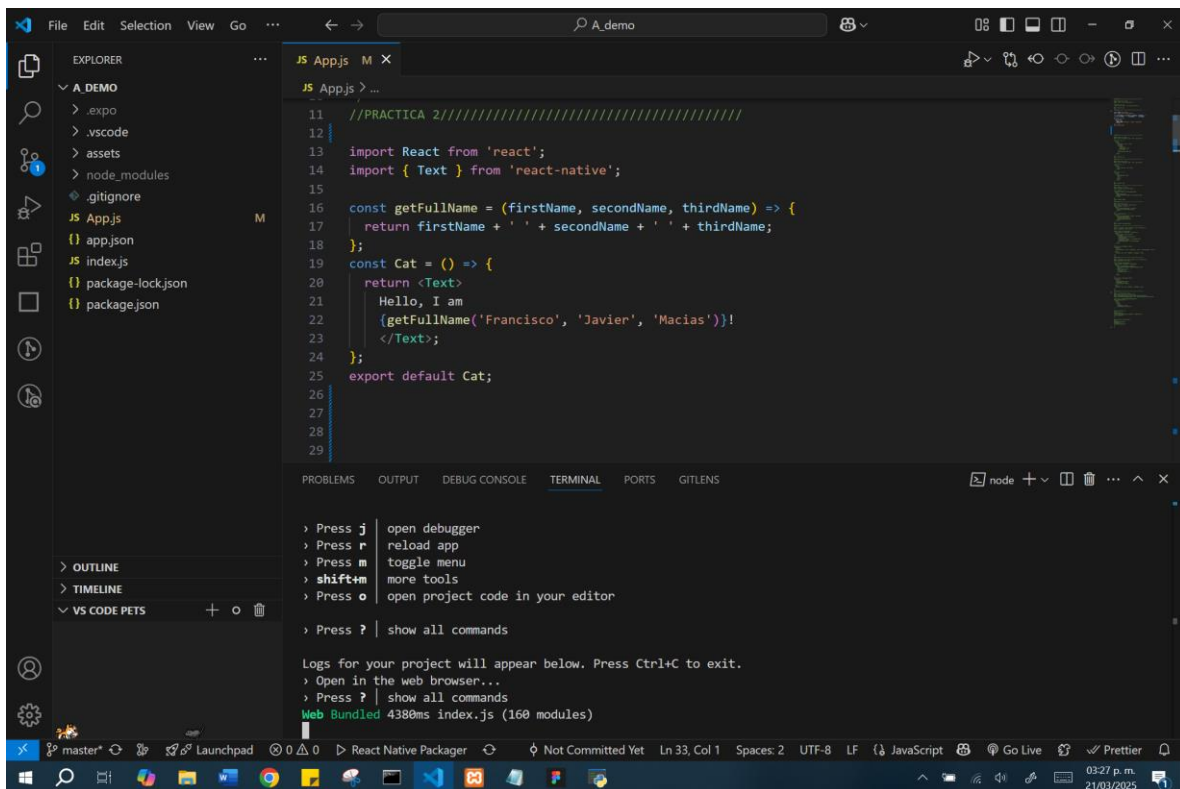 File Edit Selection View Go ··· A_demo
EXPLORER ···
A_DEMO
.expo
.vscode
assets
node_modules
.gitignore
JS App.js M
{} app.json
JS index.js
{} package-lock.json
{} package.json
OUTLINE
TIMELINE
VS CODE PETS
JS App.js M
JS App.js > ...
11 //PRACTICA 2////////////////////////////////////////
12
13 import React from 'react';
14 import { Text } from 'react-native';
15
16 const getFullName = (firstName, secondName, thirdName) => {
17 return firstName + ' ' + secondName + ' ' + thirdName;
18 };
19 const Cat = () => {
20 return <Text>
21 Hello, I am
22 {getFullName('Francisco', 'Javier', 'Macias')}!
23 </Text>;
24 };
25 export default Cat;
26
27
28
29
PROBLEMS OUTPUT DEBUG CONSOLE TERMINAL PORTS GITLENS node
› Press j │ open debugger
› Press r │ reload app
› Press m │ toggle menu
› shift+m │ more tools
› Press o │ open project code in your editor
› Press ? │ show all commands
Logs for your project will appear below. Press Ctrl+C to exit.
› Open in the web browser...
› Press ? │ show all commands
Web Bundled 4380ms index.js (160 modules)
master* Launchpad 0 0 React Native Packager Not Committed Yet Ln 33, Col 1 Spaces: 2 UTF-8 LF JavaScript Go Live Prettier
03:27 p. m.
21/03/2025